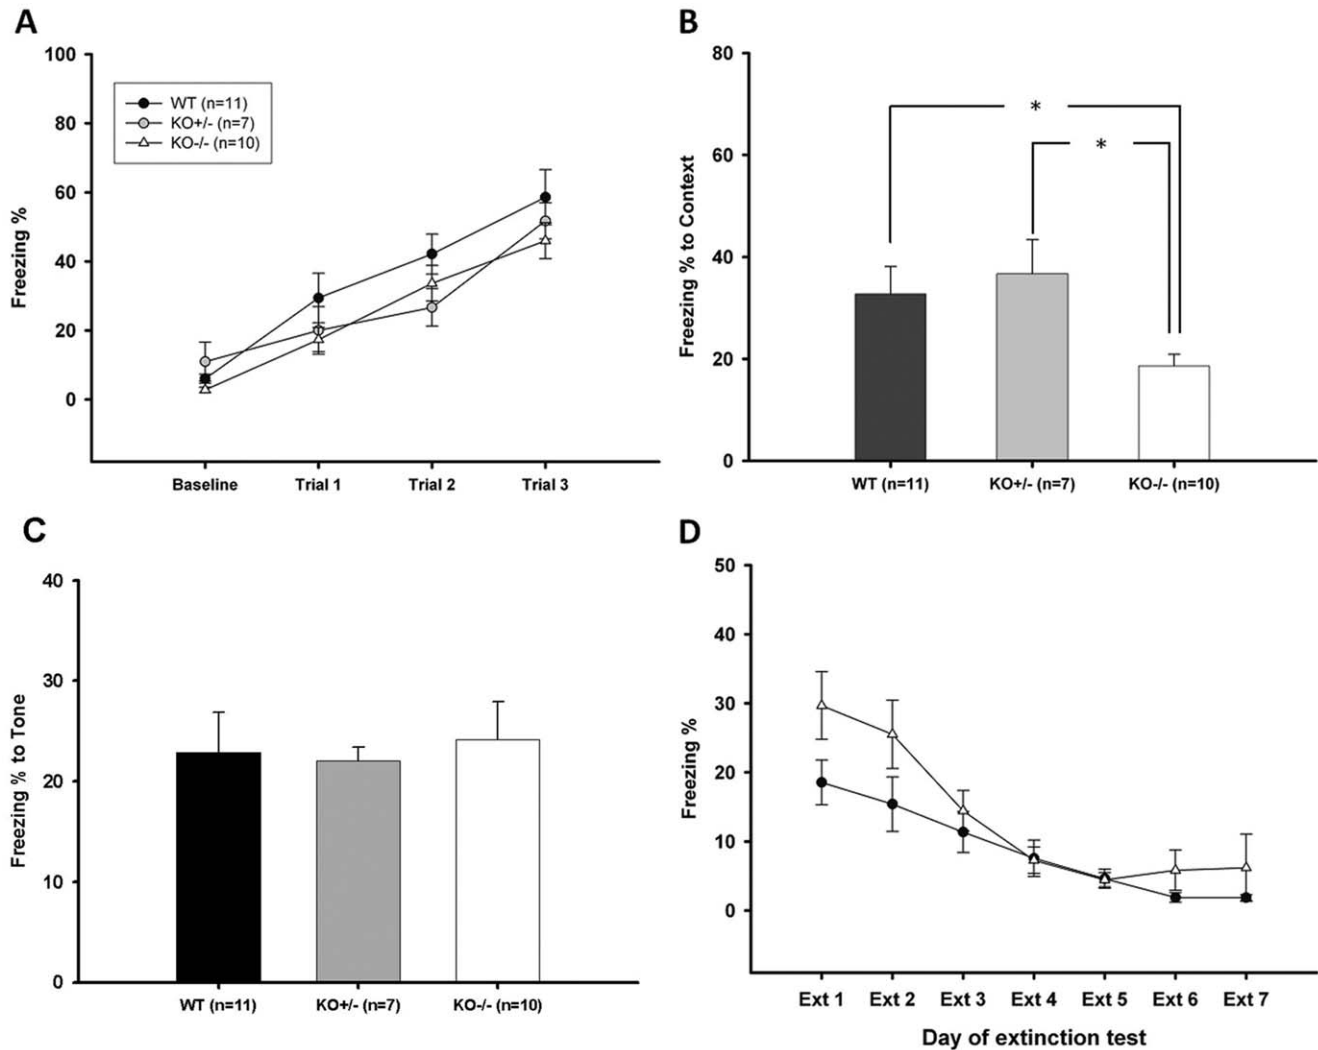 A
Freezing %
100
80
60
40
20
0
WT (n=11)
KO+/- (n=7)
KO-/- (n=10)
Baseline
Trial 1
Trial 2
Trial 3
B
Freezing % to Context
80
60
40
20
0
*
*
WT (n=11)
KO+/- (n=7)
KO-/- (n=10)
C
Freezing % to Tone
40
30
20
10
0
WT (n=11)
KO+/- (n=7)
KO-/- (n=10)
D
Freezing %
50
40
30
20
10
0
Ext 1
Ext 2
Ext 3
Ext 4
Ext 5
Ext 6
Ext 7
Day of extinction test